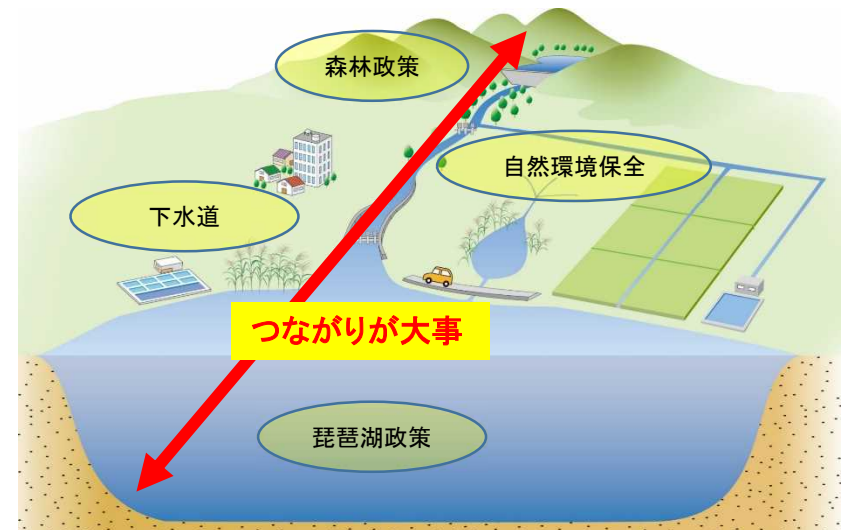 森林政策
自然環境保全
下水道
つながりが大事
琵琶湖政策